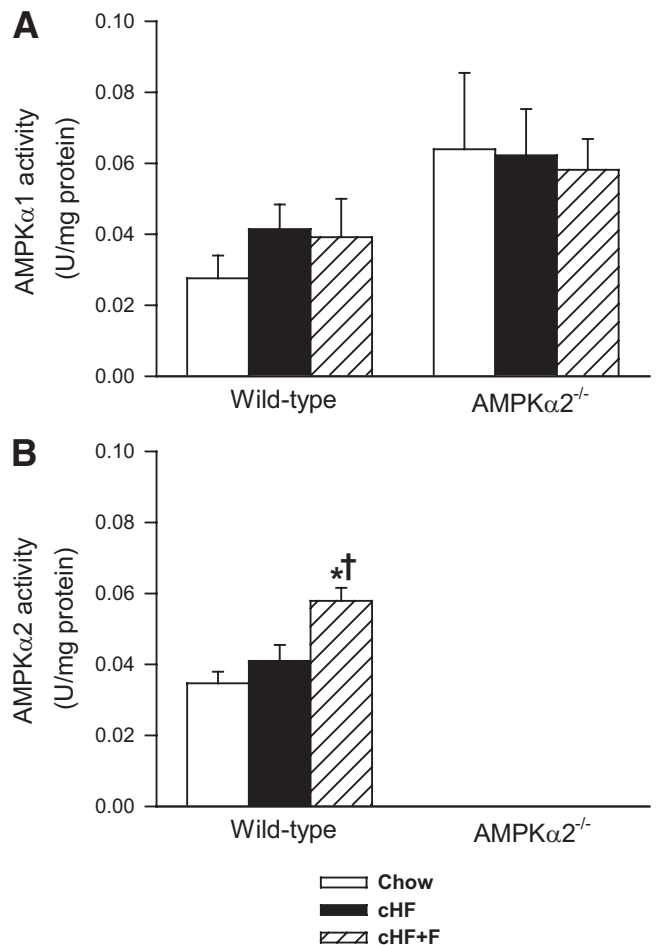 A
AMPKα1 activity
(U/mg protein)
0.10
0.08
0.06
0.04
0.02
0.00
Wild-type
AMPKα2-/-
B
AMPKα2 activity
(U/mg protein)
0.10
0.08
0.06
0.04
0.02
0.00
*†
Wild-type
AMPKα2-/-
Chow
cHF
cHF+F